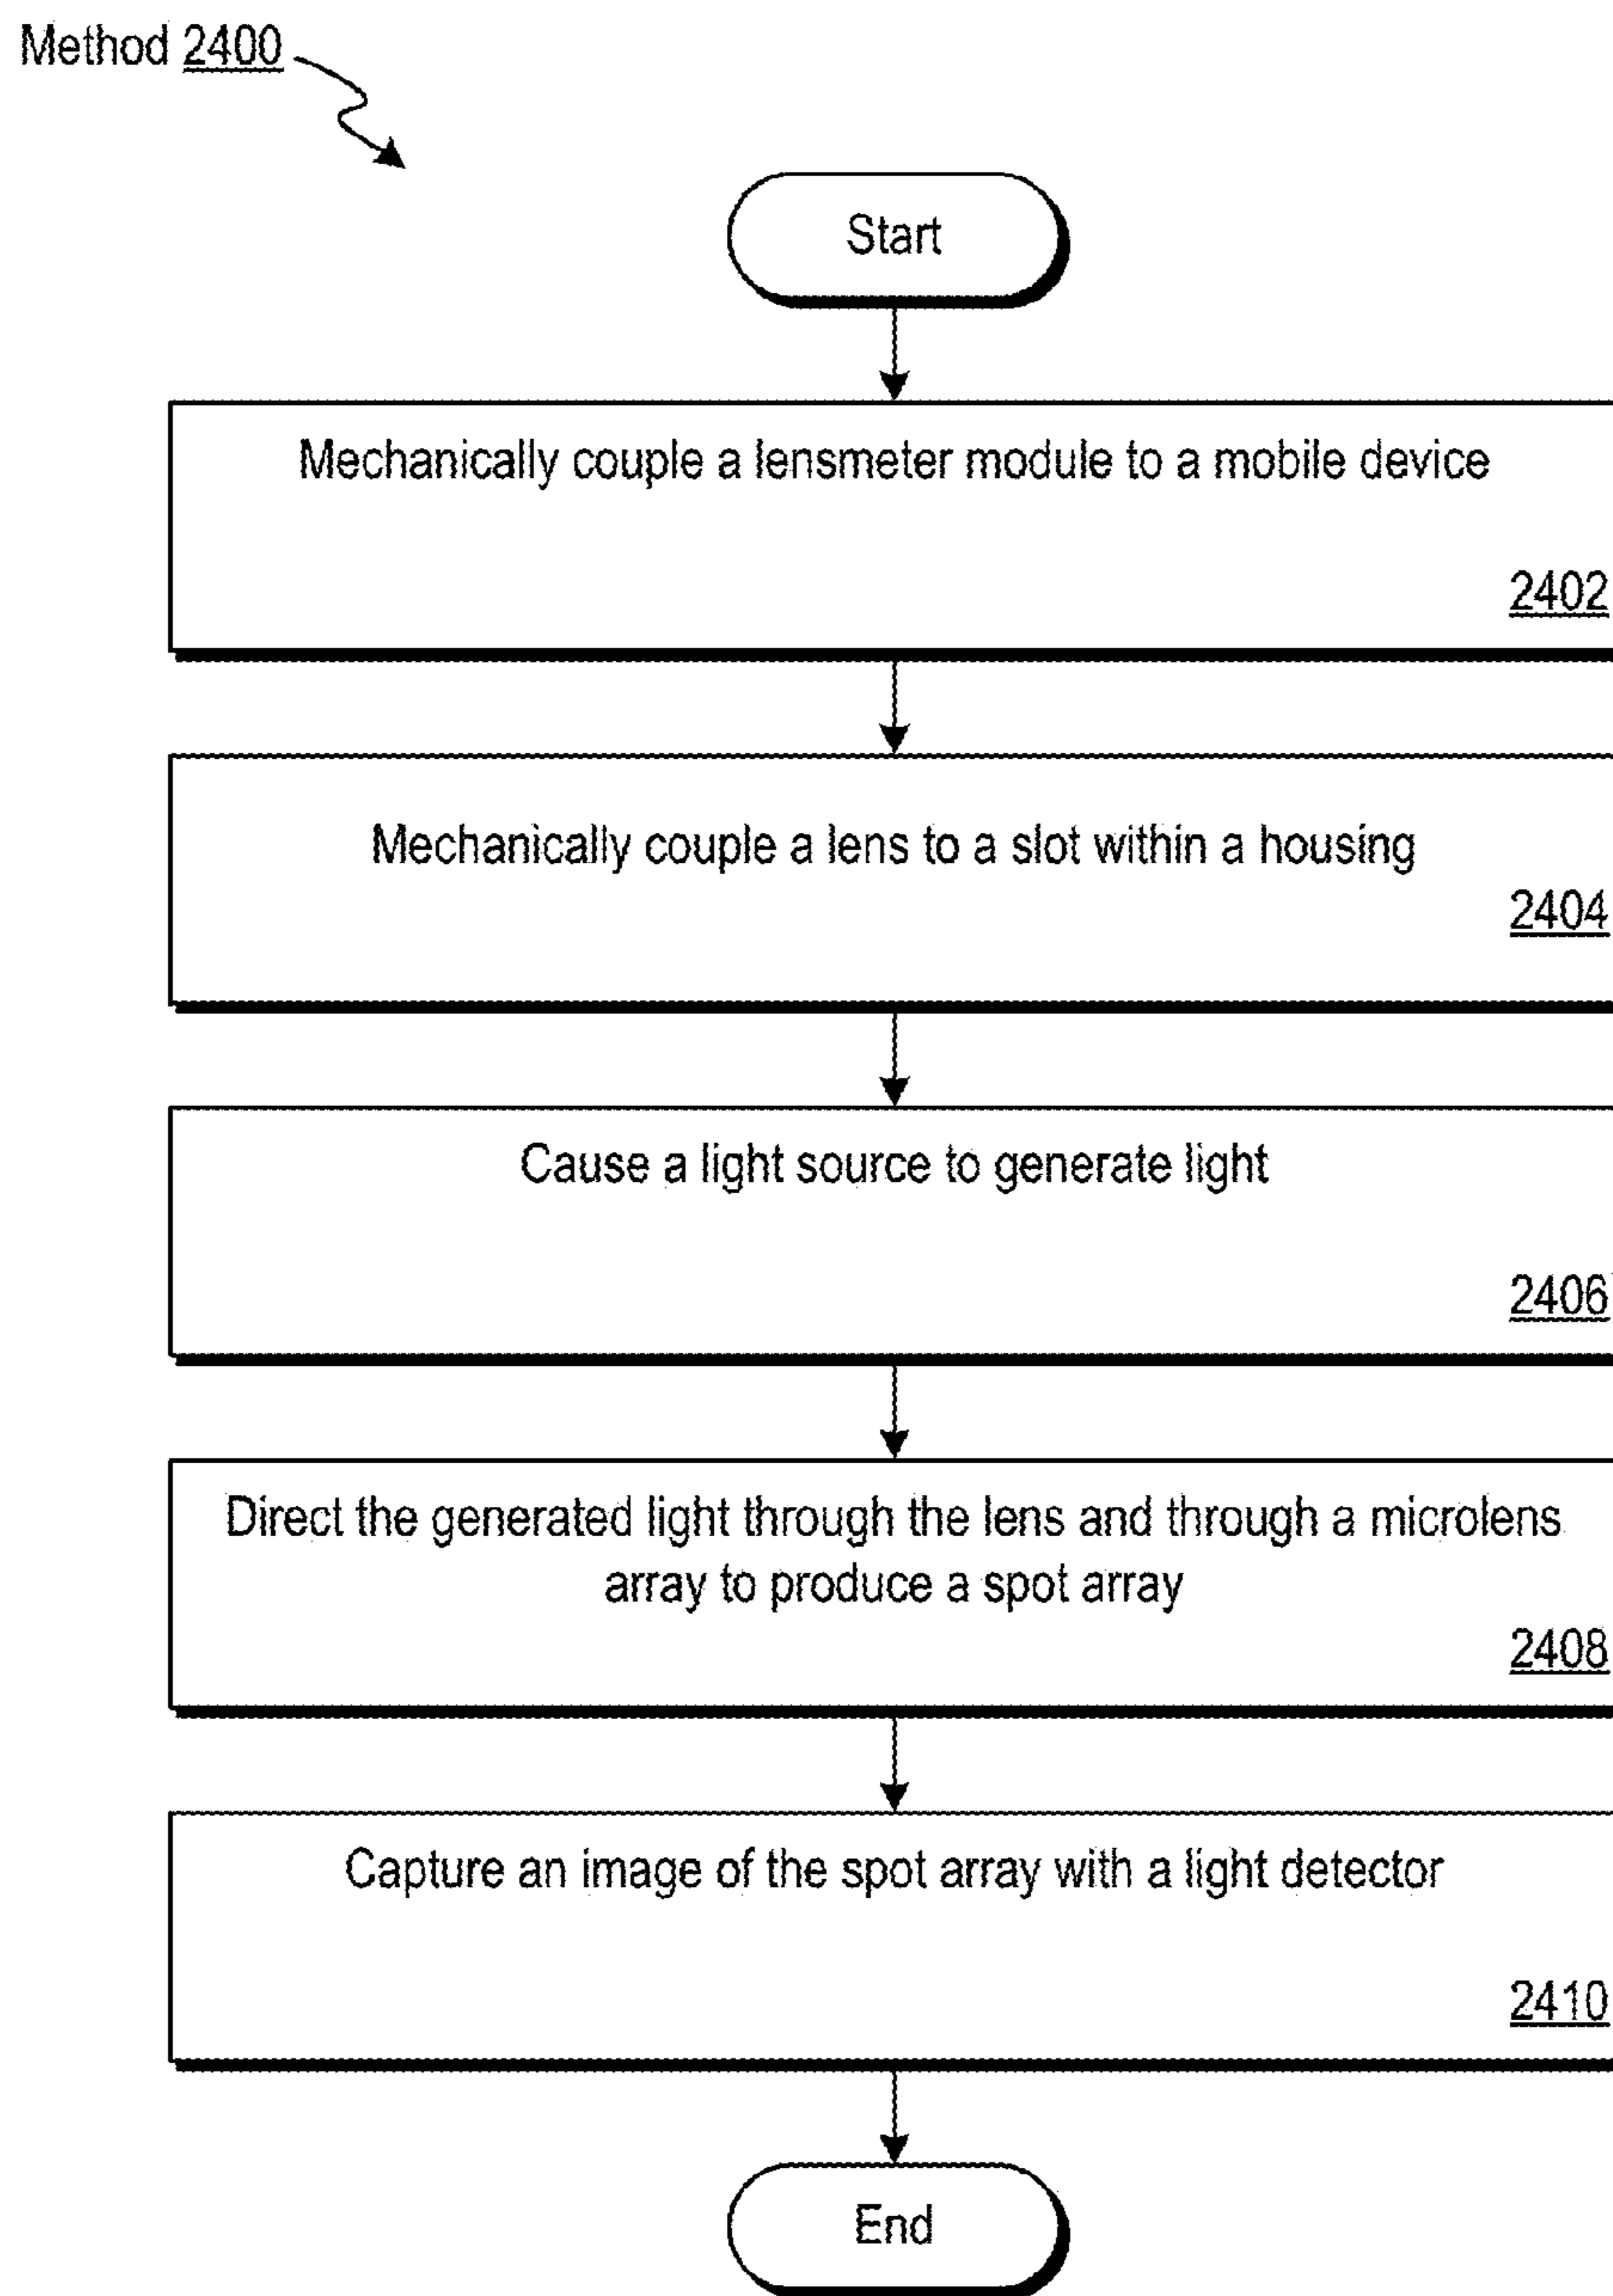 Method 2400
Start
Mechanically couple a lensmeter module to a mobile device
2402
Mechanically couple a lens to a slot within a housing
2404
Cause a light source to generate light
2406
Direct the generated light through the lens and through a microlens
array to produce a spot array
2408
Capture an image of the spot array with a light detector
2410
End